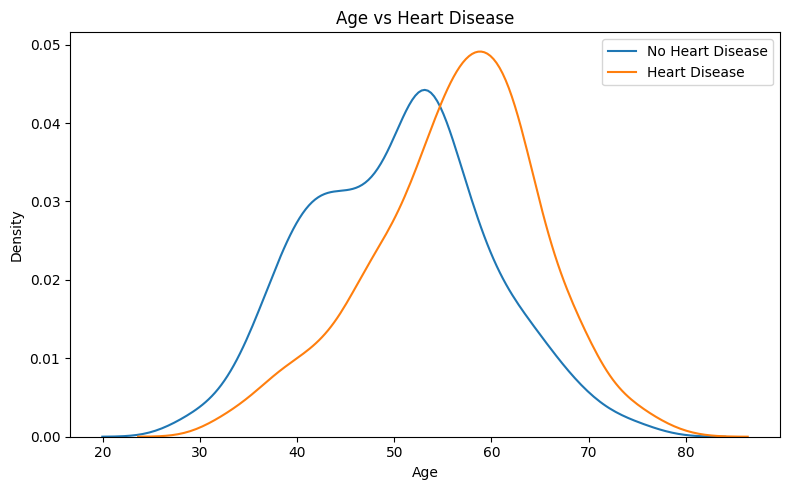 Age vs Heart Disease
No Heart Disease
Heart Disease
Density
0.05
0.04
0.03
0.02
0.01
0.00
20 30 40 50 60 70 80
Age